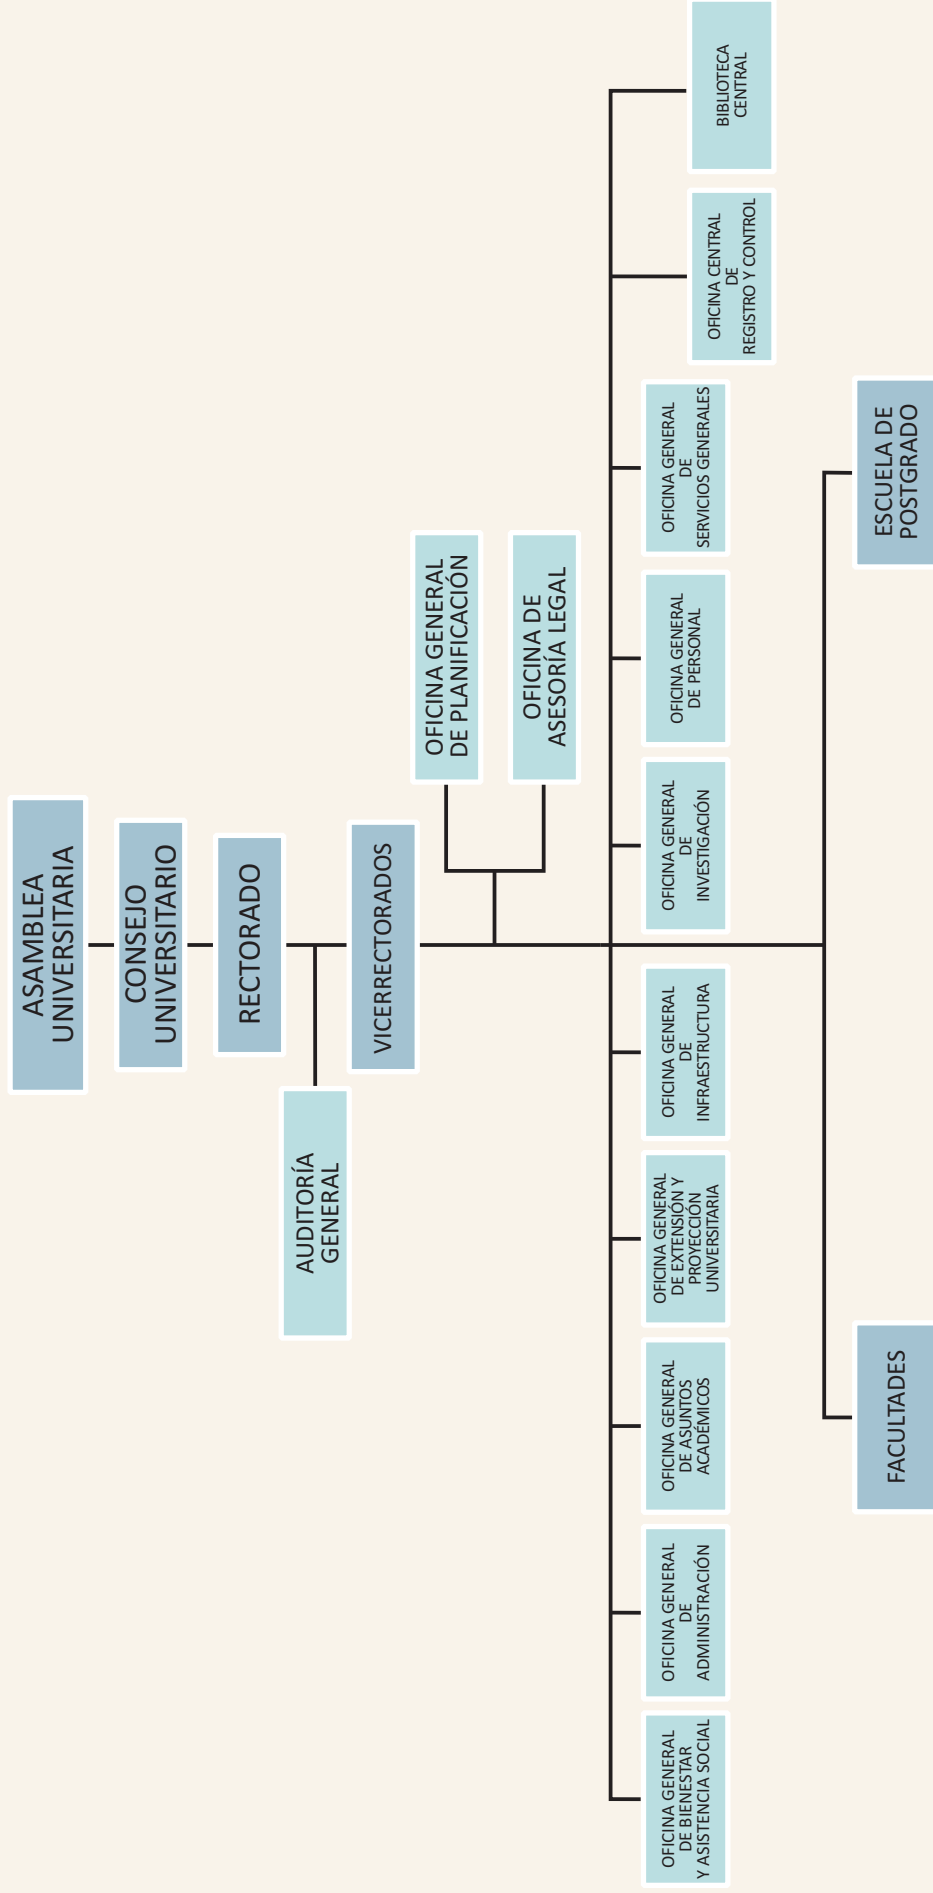 ASAMBLEA
UNIVERSITARIA
CONSEJO
UNIVERSITARIO
RECTORADO
AUDITORÍA
GENERAL
VICERRECTORADOS
OFICINA GENERAL
DE PLANIFICACIÓN
OFICINA DE
ASESORÍA LEGAL
OFICINA GENERAL
DE BIENESTAR
Y ASISTENCIA SOCIAL
OFICINA GENERAL
DE
ADMINISTRACIÓN
OFICINA GENERAL
DE ASUNTOS
ACADÉMICOS
OFICINA GENERAL
DE EXTENSIÓN Y
PROYECCIÓN
UNIVERSITARIA
OFICINA GENERAL
DE
INFRAESTRUCTURA
OFICINA GENERAL
DE
INVESTIGACIÓN
OFICINA GENERAL
DE PERSONAL
OFICINA GENERAL
DE
SERVICIOS GENERALES
OFICINA CENTRAL
DE
REGISTRO Y CONTROL
BIBLIOTECA
CENTRAL
FACULTADES
ESCUELA DE
POSTGRADO